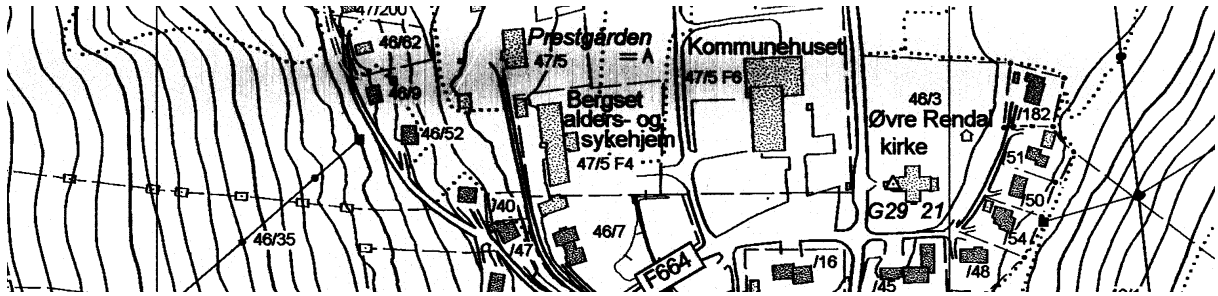 47/200
46/62
46/9
46/52
Prestgården
= A
47/5
Kommunehuset
47/5 F6
Bergset
alders- og
sykehjem
47/5 F4
46/3
Øvre Rendal
kirke
G29 21
/182
/51
/50
/54
/48
/40
/47
46/35
46/7
F664
/16
/45